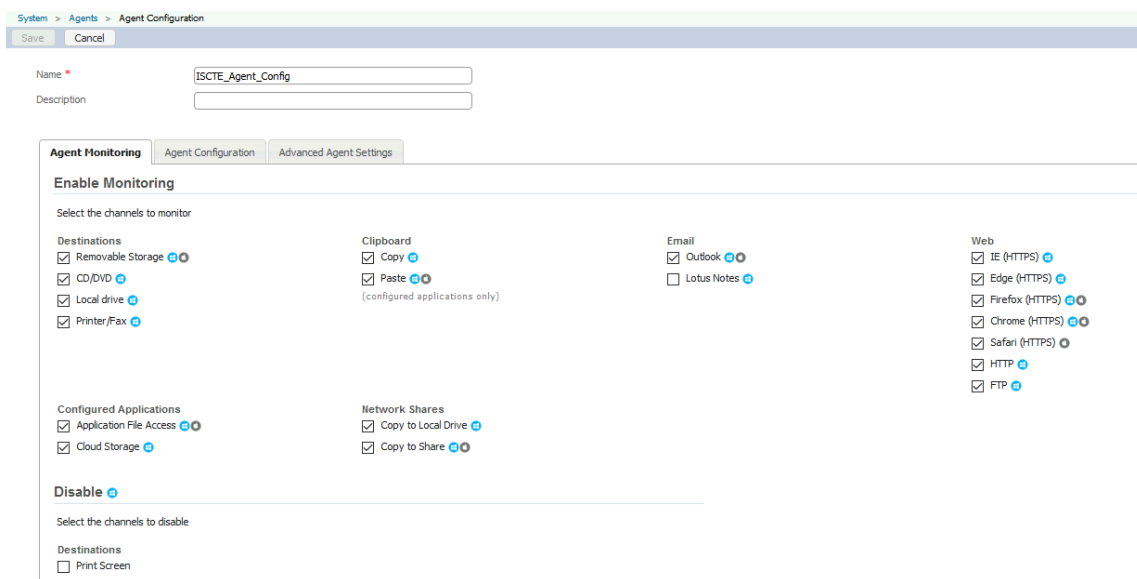 System > Agents > Agent Configuration
Save Cancel
Name * ISCTE_Agent_Config
Description
Agent Monitoring Agent Configuration Advanced Agent Settings
Enable Monitoring
Select the channels to monitor
Destinations Clipboard Email Web
Removable Storage Copy Outlook IE (HTTPS)
CD/DVD Paste Lotus Notes Edge (HTTPS)
Local drive (configured applications only) Firefox (HTTPS)
Printer/Fax Chrome (HTTPS)
Safari (HTTPS)
HTTP
FTP
Configured Applications Network Shares
Application File Access Copy to Local Drive
Cloud Storage Copy to Share
Disable
Select the channels to disable
Destinations
Print Screen